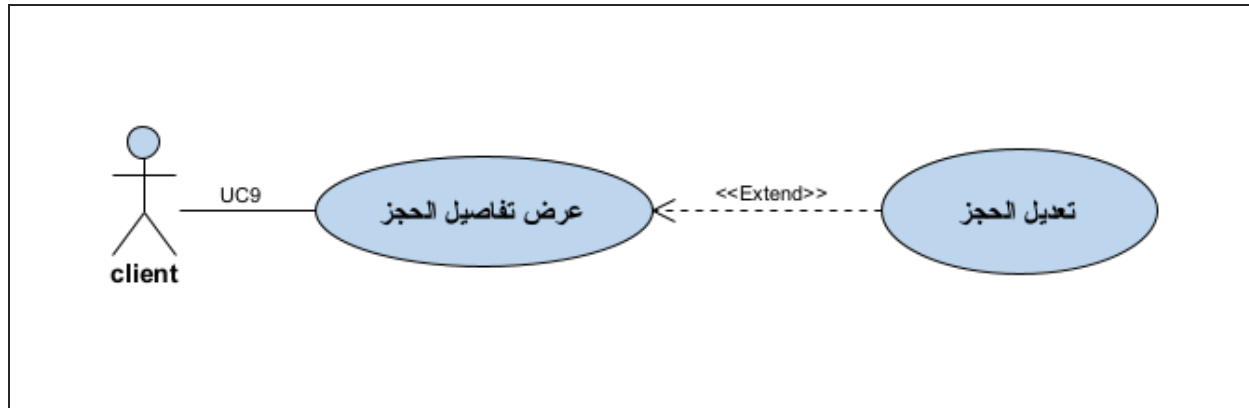 UC9
عرض تفاصيل الحجز
<<Extend>>
تعديل الحجز
client